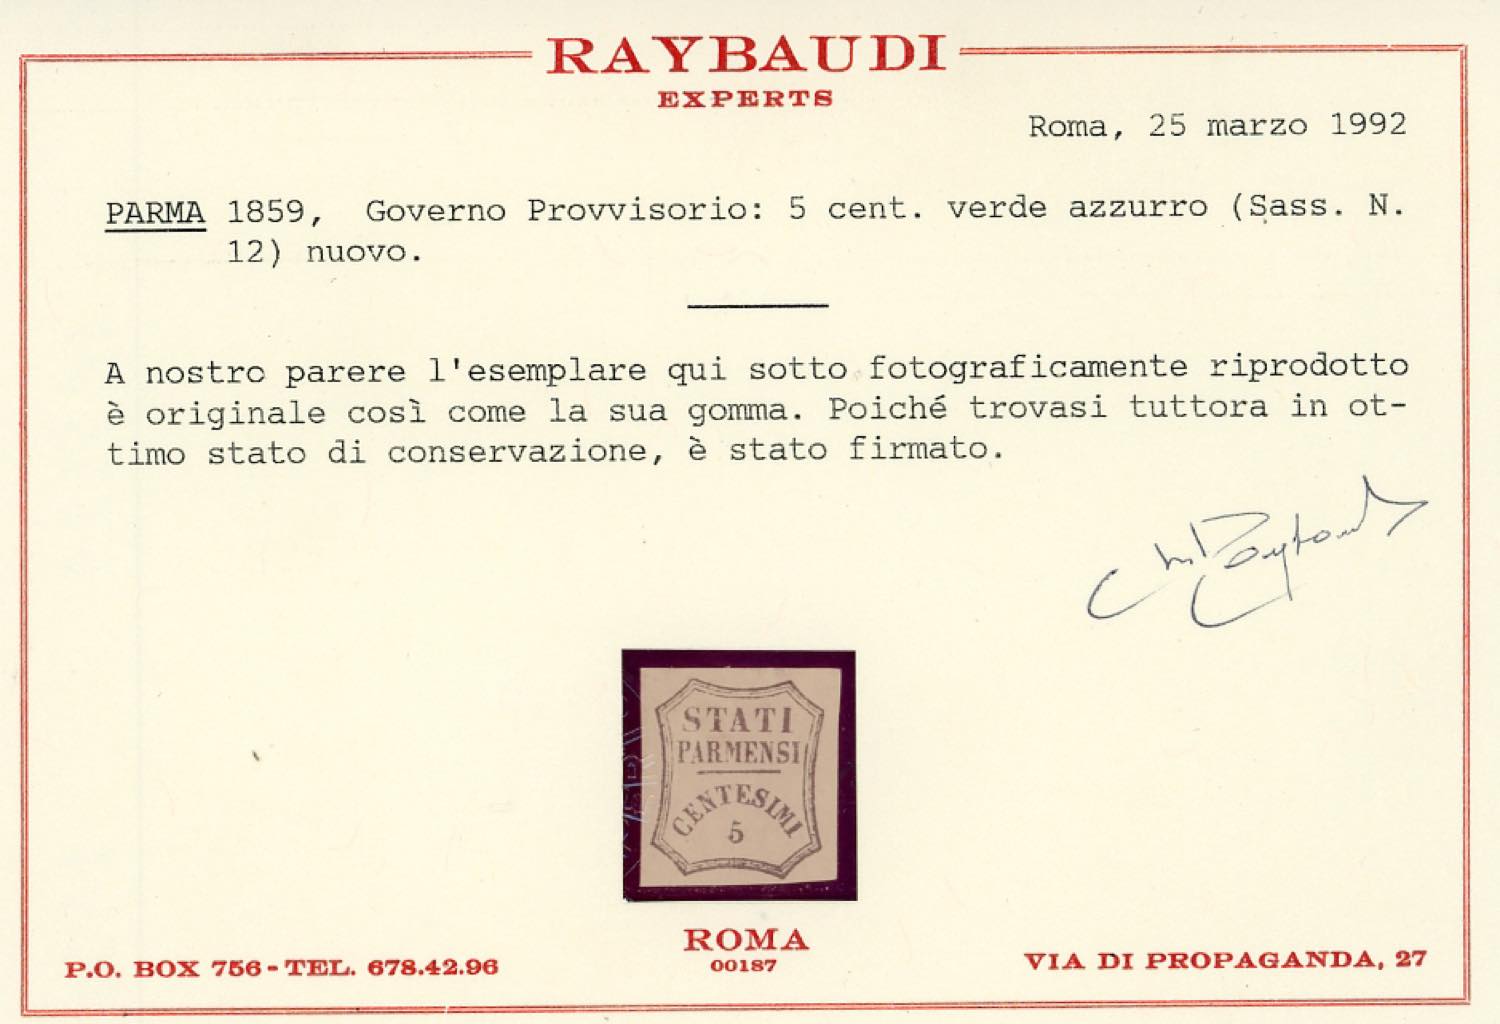 RAYBAUDI
EXPERTS
Roma, 25 marzo 1992
PARMA 1859, Governo Provvisorio: 5 cent. verde azzurro (Sass. N.
12) nuovo.
A nostro parere l'esemplare qui sotto fotograficamente riprodotto
è originale così come la sua gomma. Poiché trovasi tuttora in ot-
timo stato di conservazione, è stato firmato.
STATI
PARMENSI
CENTESIMI
5
ROMA
00187
P.O. BOX 756 - TEL. 678.42.96
VIA DI PROPAGANDA, 27